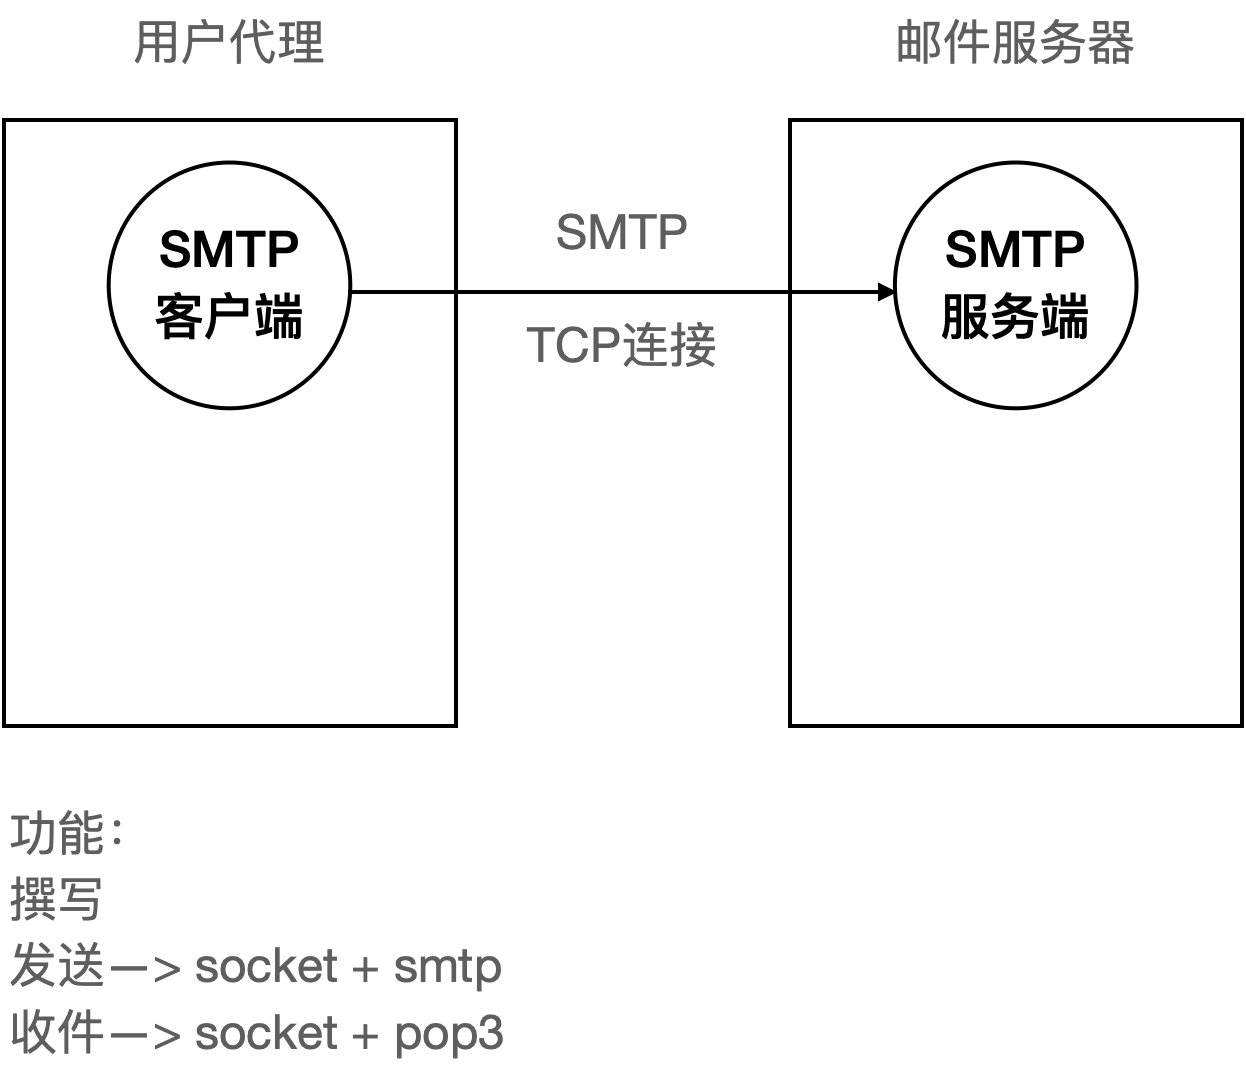 用户代理
邮件服务器
SMTP
客户端
SMTP
TCP连接
SMTP
服务端
功能：
撰写
发送—> socket + smtp
收件—> socket + pop3